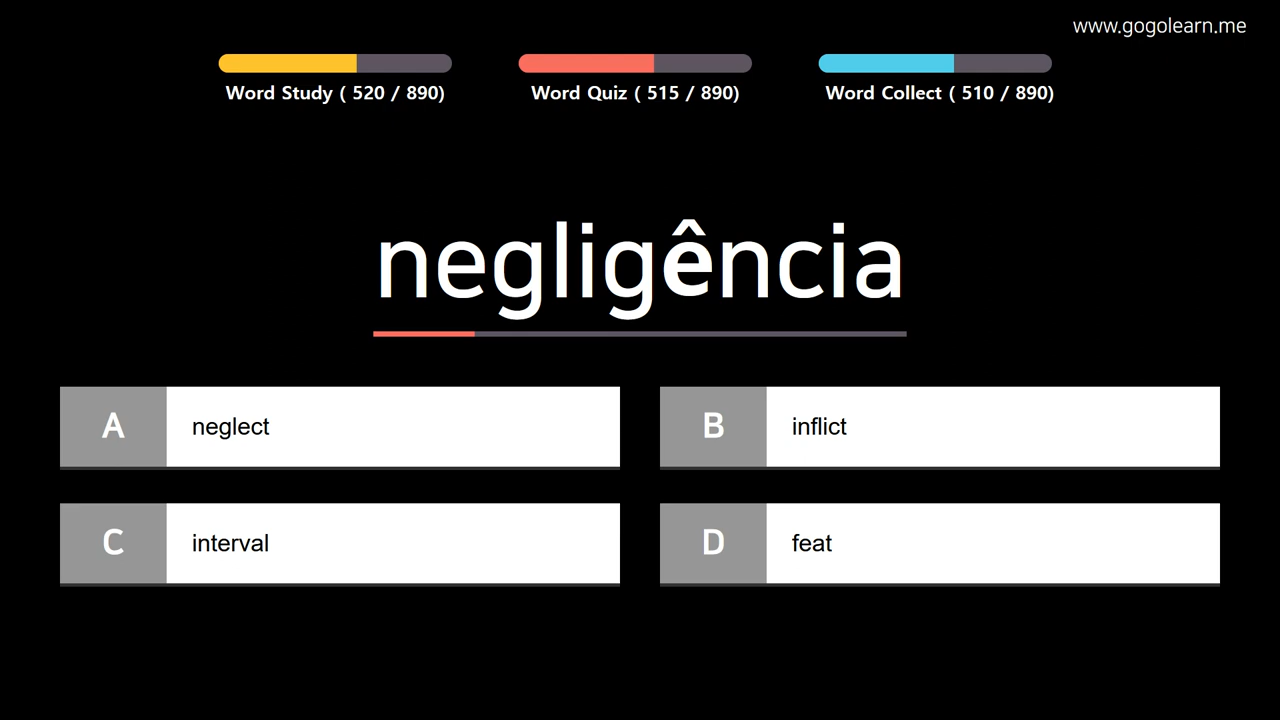 www.gogolearn.me
Word Study ( 520 / 890)
Word Quiz ( 515 / 890)
Word Collect ( 510 / 890)
negligência
A neglect
B inflict
C interval
D feat